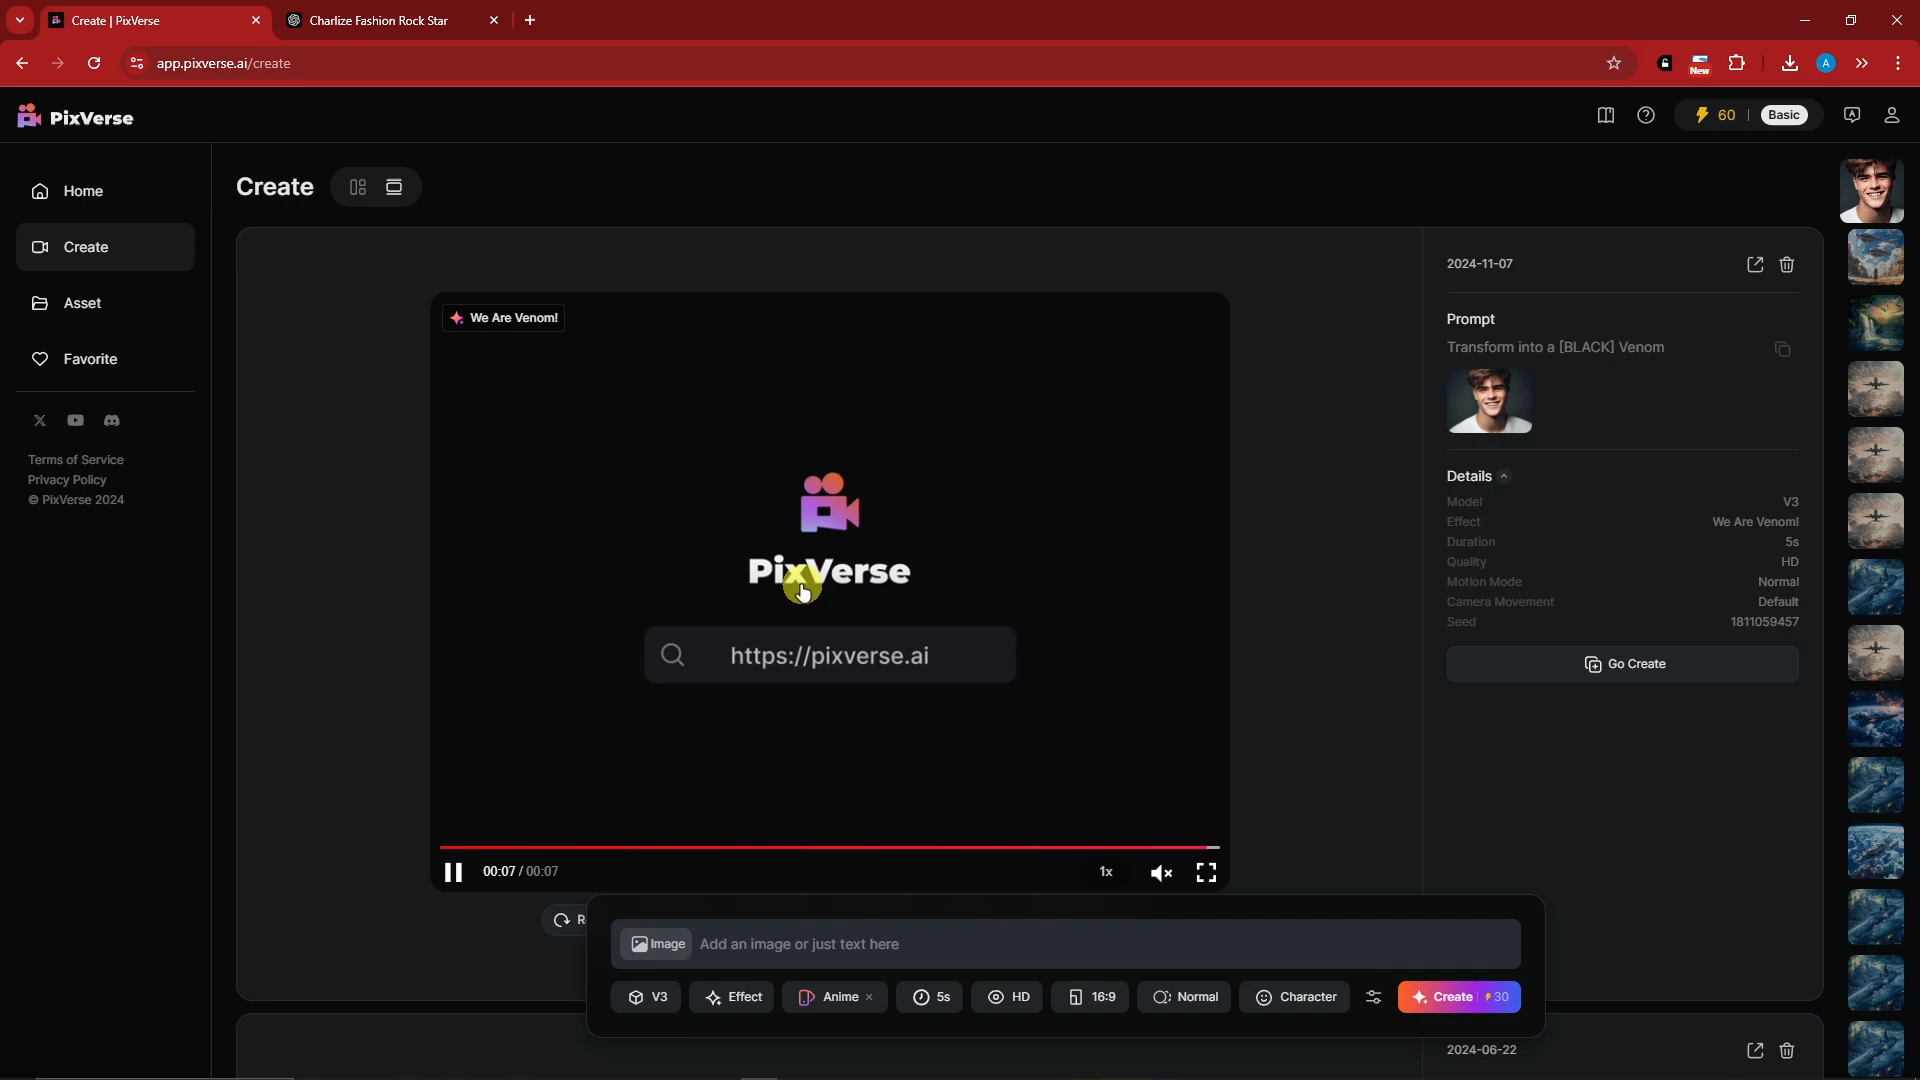 Create | PixVerse
Charlize Fashion Rock Star
app.pixverse.ai/create
New
A
PixVerse
60
Basic
Home
Create
Asset
Favorite
Terms of Service
Privacy Policy
© PixVerse 2024
Create
We Are Venom!
PixVerse
https://pixverse.ai
00:07 / 00:07
1x
2024-11-07
Prompt
Transform into a [BLACK] Venom
Details
Model V3
Effect We Are Venom!
Duration 5s
Quality HD
Motion Mode Normal
Camera Movement Default
Seed 1811059457
Go Create
Image Add an image or just text here
V3 Effect Anime 5s HD 16:9 Normal Character Create 30
2024-06-22